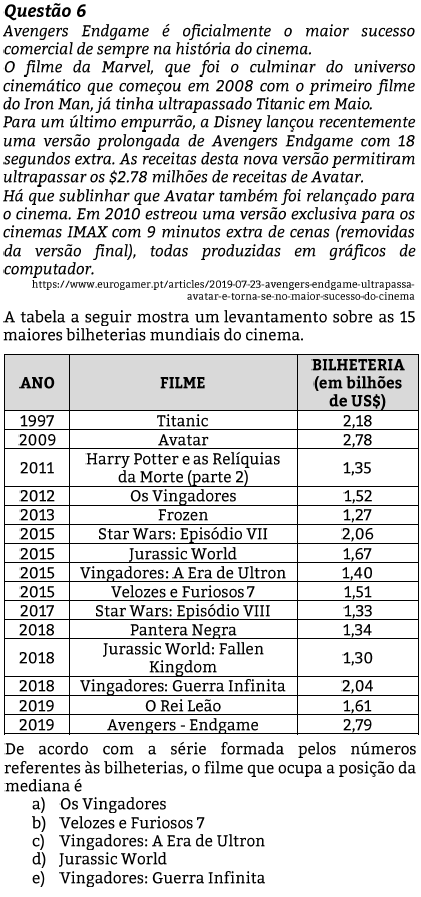 Questão 6
Avengers Endgame é oficialmente o maior sucesso
comercial de sempre na história do cinema.
O filme da Marvel, que foi o culminar do universo
cinemático que começou em 2008 com o primeiro filme
do Iron Man, já tinha ultrapassado Titanic em Maio.
Para um último empurrão, a Disney lançou recentemente
uma versão prolongada de Avengers Endgame com 18
segundos extra. As receitas desta nova versão permitiram
ultrapassar os $2.78 milhões de receitas de Avatar.
Há que sublinhar que Avatar também foi relançado para
o cinema. Em 2010 estreou uma versão exclusiva para os
cinemas IMAX com 9 minutos extra de cenas (removidas
da versão final), todas produzidas em gráficos de
computador.
https://www.eurogamer.pt/articles/2019-07-23-avengers-endgame-ultrapassa-
avatar-e-torna-se-no-maior-sucesso-do-cinema
A tabela a seguir mostra um levantamento sobre as 15
maiores bilheterias mundiais do cinema.
ANO FILME BILHETERIA (em bilhões de US$)
1997 Titanic 2,18
2009 Avatar 2,78
2011 Harry Potter e as Relíquias da Morte (parte 2) 1,35
2012 Os Vingadores 1,52
2013 Frozen 1,27
2015 Star Wars: Episódio VII 2,06
2015 Jurassic World 1,67
2015 Vingadores: A Era de Ultron 1,40
2015 Velozes e Furiosos 7 1,51
2017 Star Wars: Episódio VIII 1,33
2018 Pantera Negra 1,34
2018 Jurassic World: Fallen Kingdom 1,30
2018 Vingadores: Guerra Infinita 2,04
2019 O Rei Leão 1,61
2019 Avengers - Endgame 2,79
De acordo com a série formada pelos números
referentes às bilheterias, o filme que ocupa a posição da
mediana é
a) Os Vingadores
b) Velozes e Furiosos 7
c) Vingadores: A Era de Ultron
d) Jurassic World
e) Vingadores: Guerra Infinita